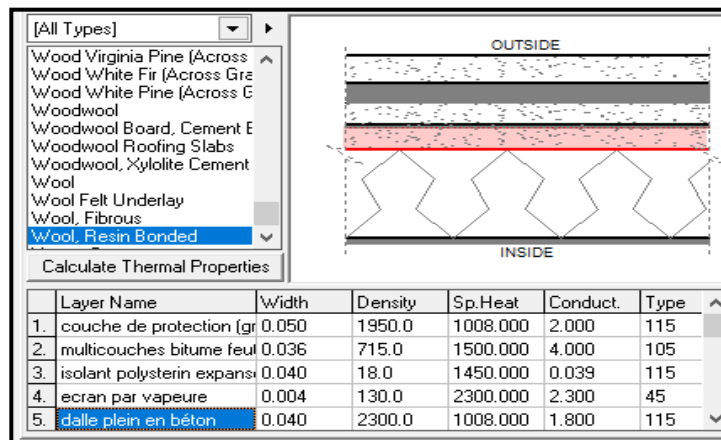 [All Types]
Wood Virginia Pine (Across
Wood White Fir (Across Gra
Wood White Pine (Across G
Woodwool
Woodwool Board, Cement B
Woodwool Roofing Slabs
Woodwool, Xylolite Cement
Wool
Wool Felt Underlay
Wool, Fibrous
Wool, Resin Bonded
Calculate Thermal Properties
OUTSIDE
INSIDE
Layer Name Width Density Sp.Heat Conduct. Type
1. couche de protection (gr 0.050 1950.0 1008.000 2.000 115
2. multicouches bitume feui 0.036 715.0 1500.000 4.000 105
3. isolant polysterin expans 0.040 18.0 1450.000 0.039 115
4. ecran par vapeure 0.004 130.0 2300.000 2.300 45
5. dalle plein en béton 0.040 2300.0 1008.000 1.800 115